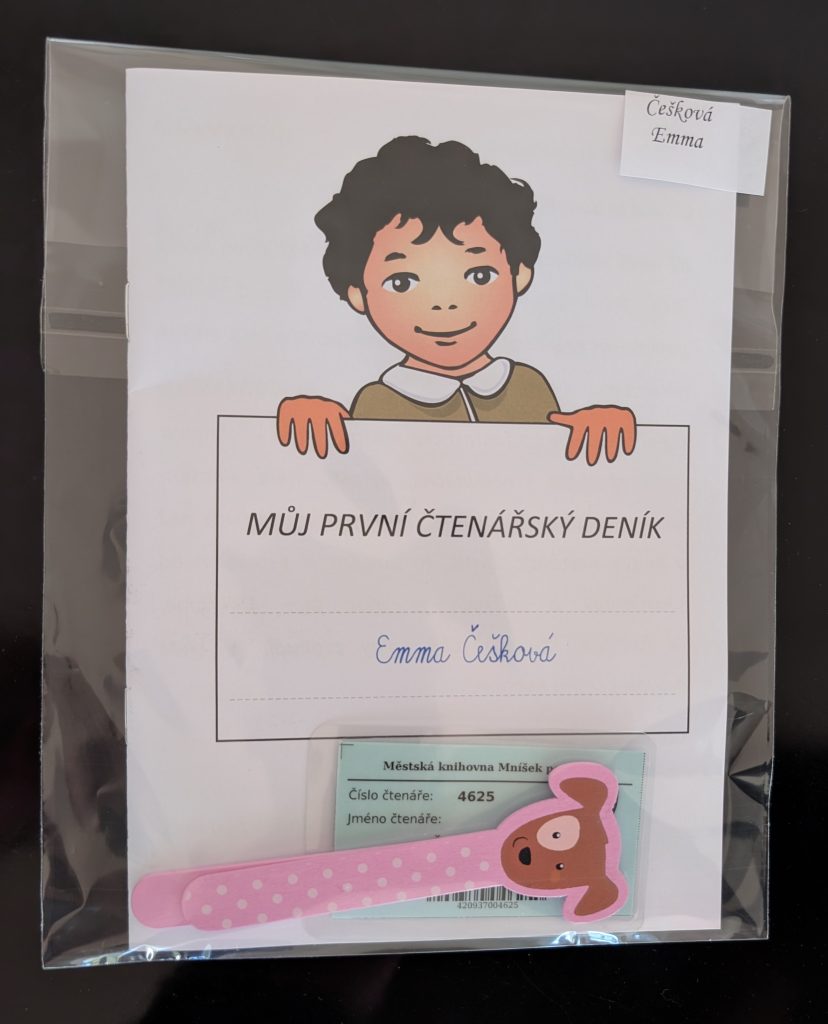 Češková
Emma
MŮJ PRVNÍ ČTENÁŘSKÝ DENÍK
Emma Češková
Městská knihovna Mníšek p
Číslo čtenáře: 4625
Jméno čtenáře:
420937004625